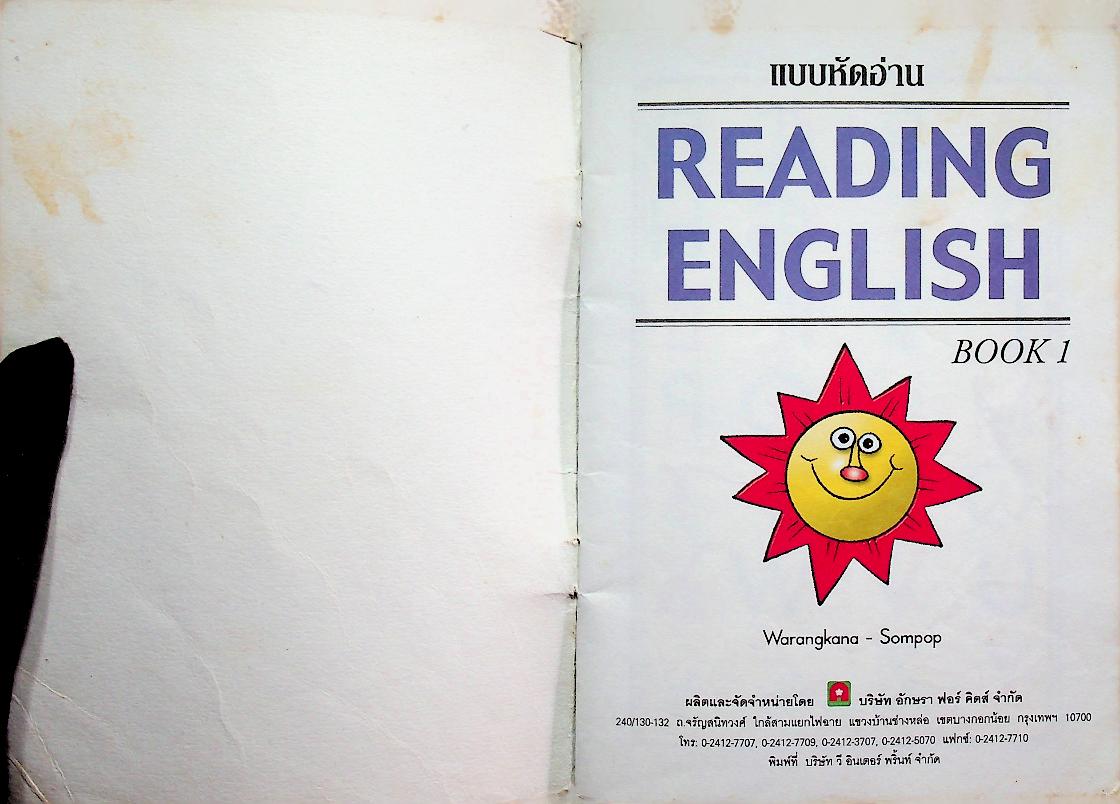 แบบหัดอ่าน
READING
ENGLISH
BOOK 1
Warangkana - Sompop
ผลิตและจัดจำหน่ายโดย บริษัท อักษรา ฟอร์ คิดส์ จำกัด
240/130-132 ถ.จรัญสนิทวงศ์ ใกล้สามแยกไฟฉาย แขวงบ้านช่างหล่อ เขตบางกอกน้อย กรุงเทพฯ 10700
โทร: 0-2412-7707, 0-2412-7709, 0-2412-3707, 0-2412-5070 แฟกซ์: 0-2412-7710
พิมพ์ที่ บริษัท วี อินเตอร์ พริ้นท์ จำกัด